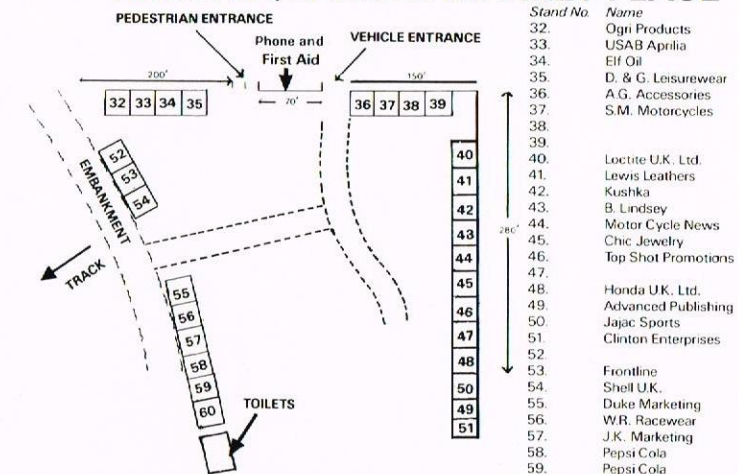 PEDESTRIAN ENTRANCE
Phone and
First Aid
VEHICLE ENTRANCE
200'
70'
150'
32 33 34 35
36 37 38 39
52
53
54
EMBANKMENT
TRACK
40
41
42
43
44
45
46
47
48
50
49
51
280'
55
56
57
58
59
60
TOILETS
Stand No. Name
32. Ogri Products
33. USAB Aprilia
34. Elf Oil
35. D. & G. Leisurewear
36. A.G. Accessories
37. S.M. Motorcycles
38.
39.
40. Loctite U.K. Ltd.
41. Lewis Leathers
42. Kushka
43. B. Lindsey
44. Motor Cycle News
45. Chic Jewelry
46. Top Shot Promotions
47.
48. Honda U.K. Ltd.
49. Advanced Publishing
50. Jajac Sports
51. Clinton Enterprises
52.
53. Frontline
54. Shell U.K.
55. Duke Marketing
56. W.R. Racewear
57. J.K. Marketing
58. Pepsi Cola
59. Pepsi Cola